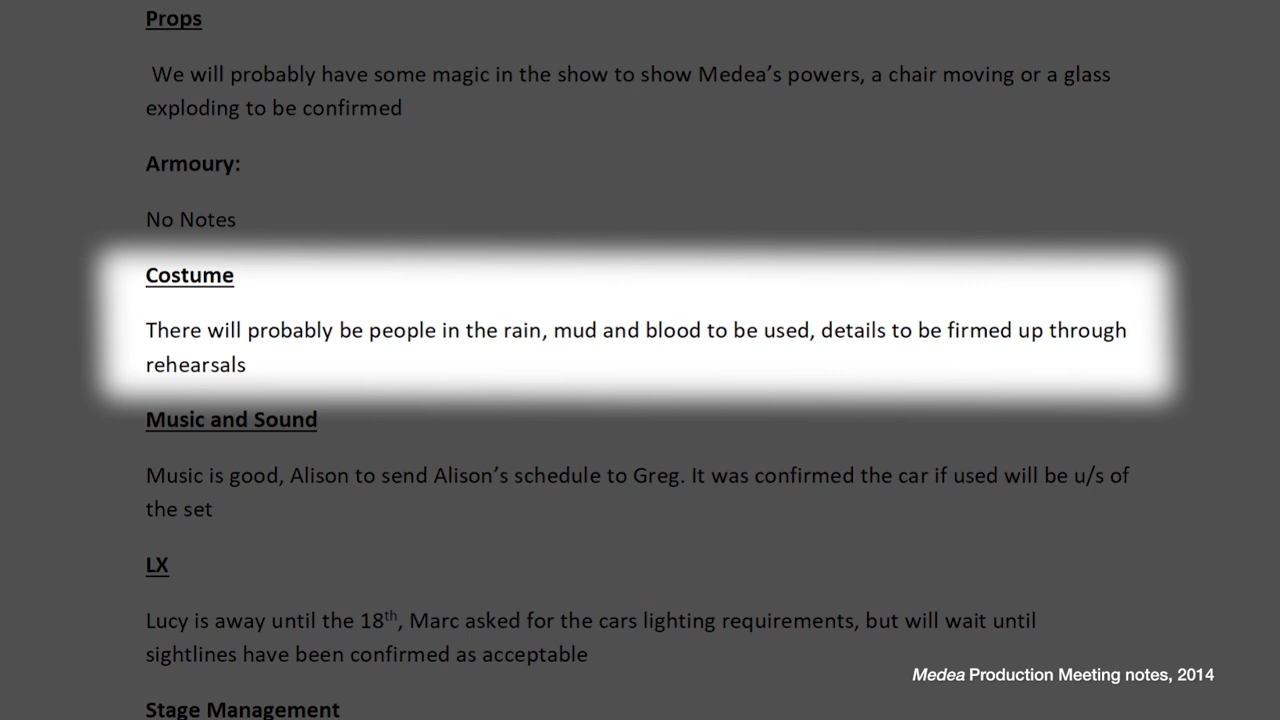 Props
We will probably have some magic in the show to show Medea’s powers, a chair moving or a glass
exploding to be confirmed
Armoury:
No Notes
Costume
There will probably be people in the rain, mud and blood to be used, details to be firmed up through
rehearsals
Music and Sound
Music is good, Alison to send Alison’s schedule to Greg. It was confirmed the car if used will be u/s of
the set
LX
Lucy is away until the 18th, Marc asked for the cars lighting requirements, but will wait until
sightlines have been confirmed as acceptable
Medea Production Meeting notes, 2014
Stage Management